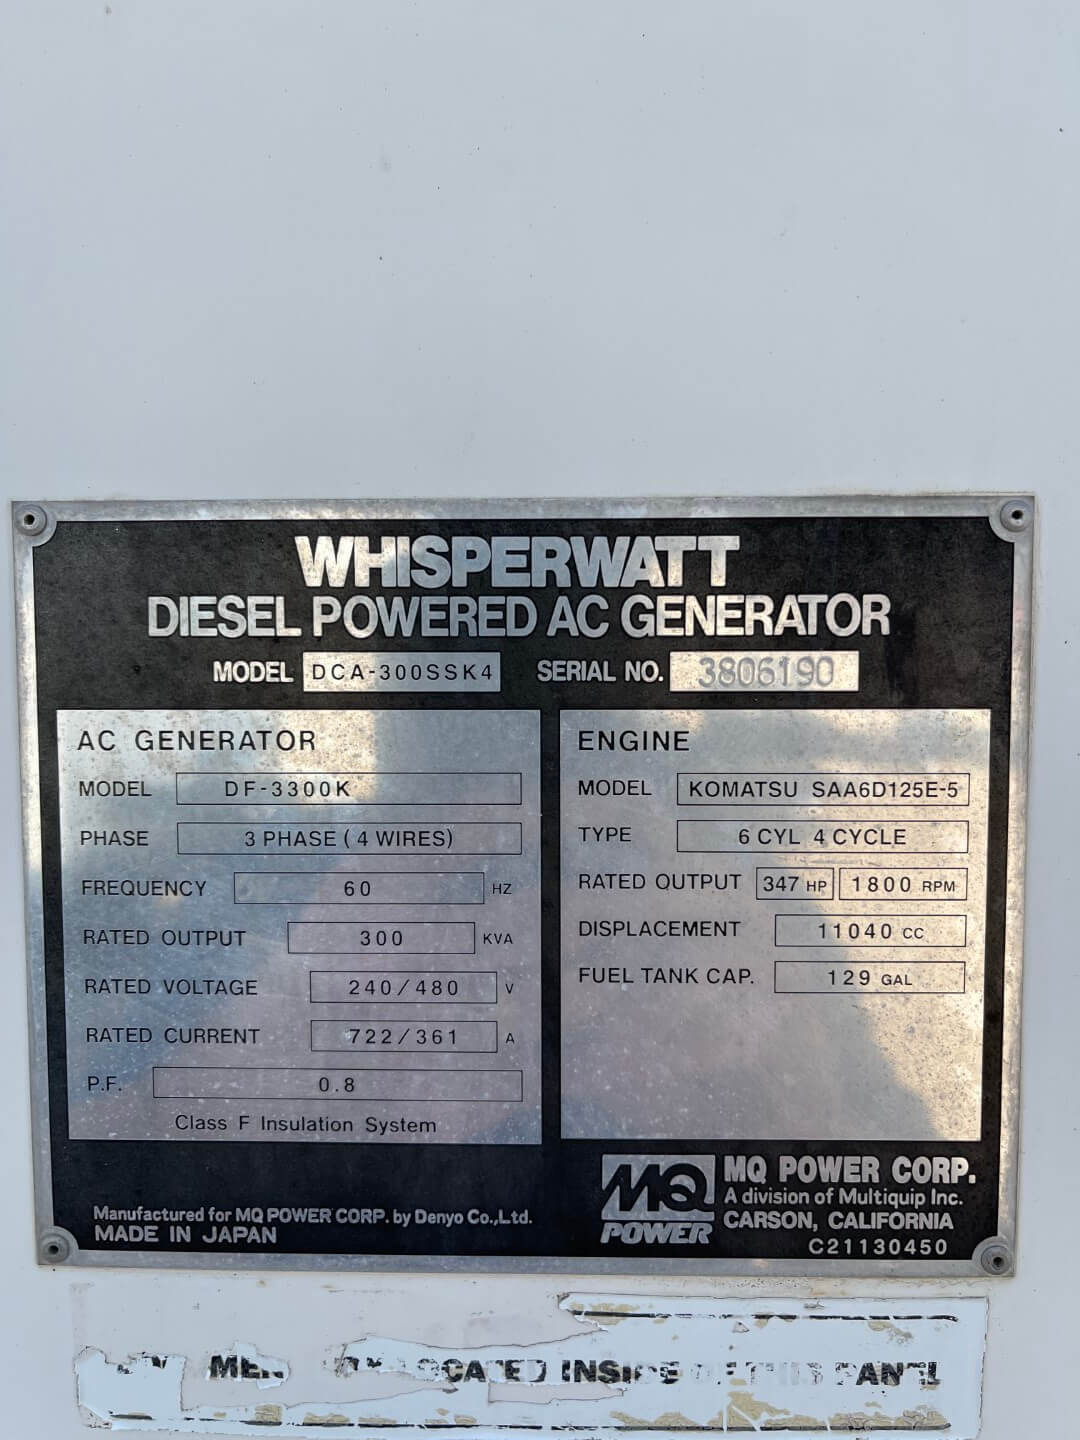 WHISPERWATT
DIESEL POWERED AC GENERATOR
MODEL DCA-300SSK4 SERIAL NO. 3806190
AC GENERATOR
MODEL DF-3300K
PHASE 3 PHASE ( 4 WIRES)
FREQUENCY 60 HZ
RATED OUTPUT 300 KVA
RATED VOLTAGE 240/480 V
RATED CURRENT 722/361 A
P.F. 0.8
Class F Insulation System
ENGINE
MODEL KOMATSU SAA6D125E-5
TYPE 6 CYL 4 CYCLE
RATED OUTPUT 347 HP 1800 RPM
DISPLACEMENT 11040 CC
FUEL TANK CAP. 129 GAL
Manufactured for MQ POWER CORP. by Denyo Co.,Ltd.
MADE IN JAPAN
MQ
POWER
MQ POWER CORP.
A division of Multiquip Inc.
CARSON, CALIFORNIA
C21130450
INSIDE OF THIS PANEL